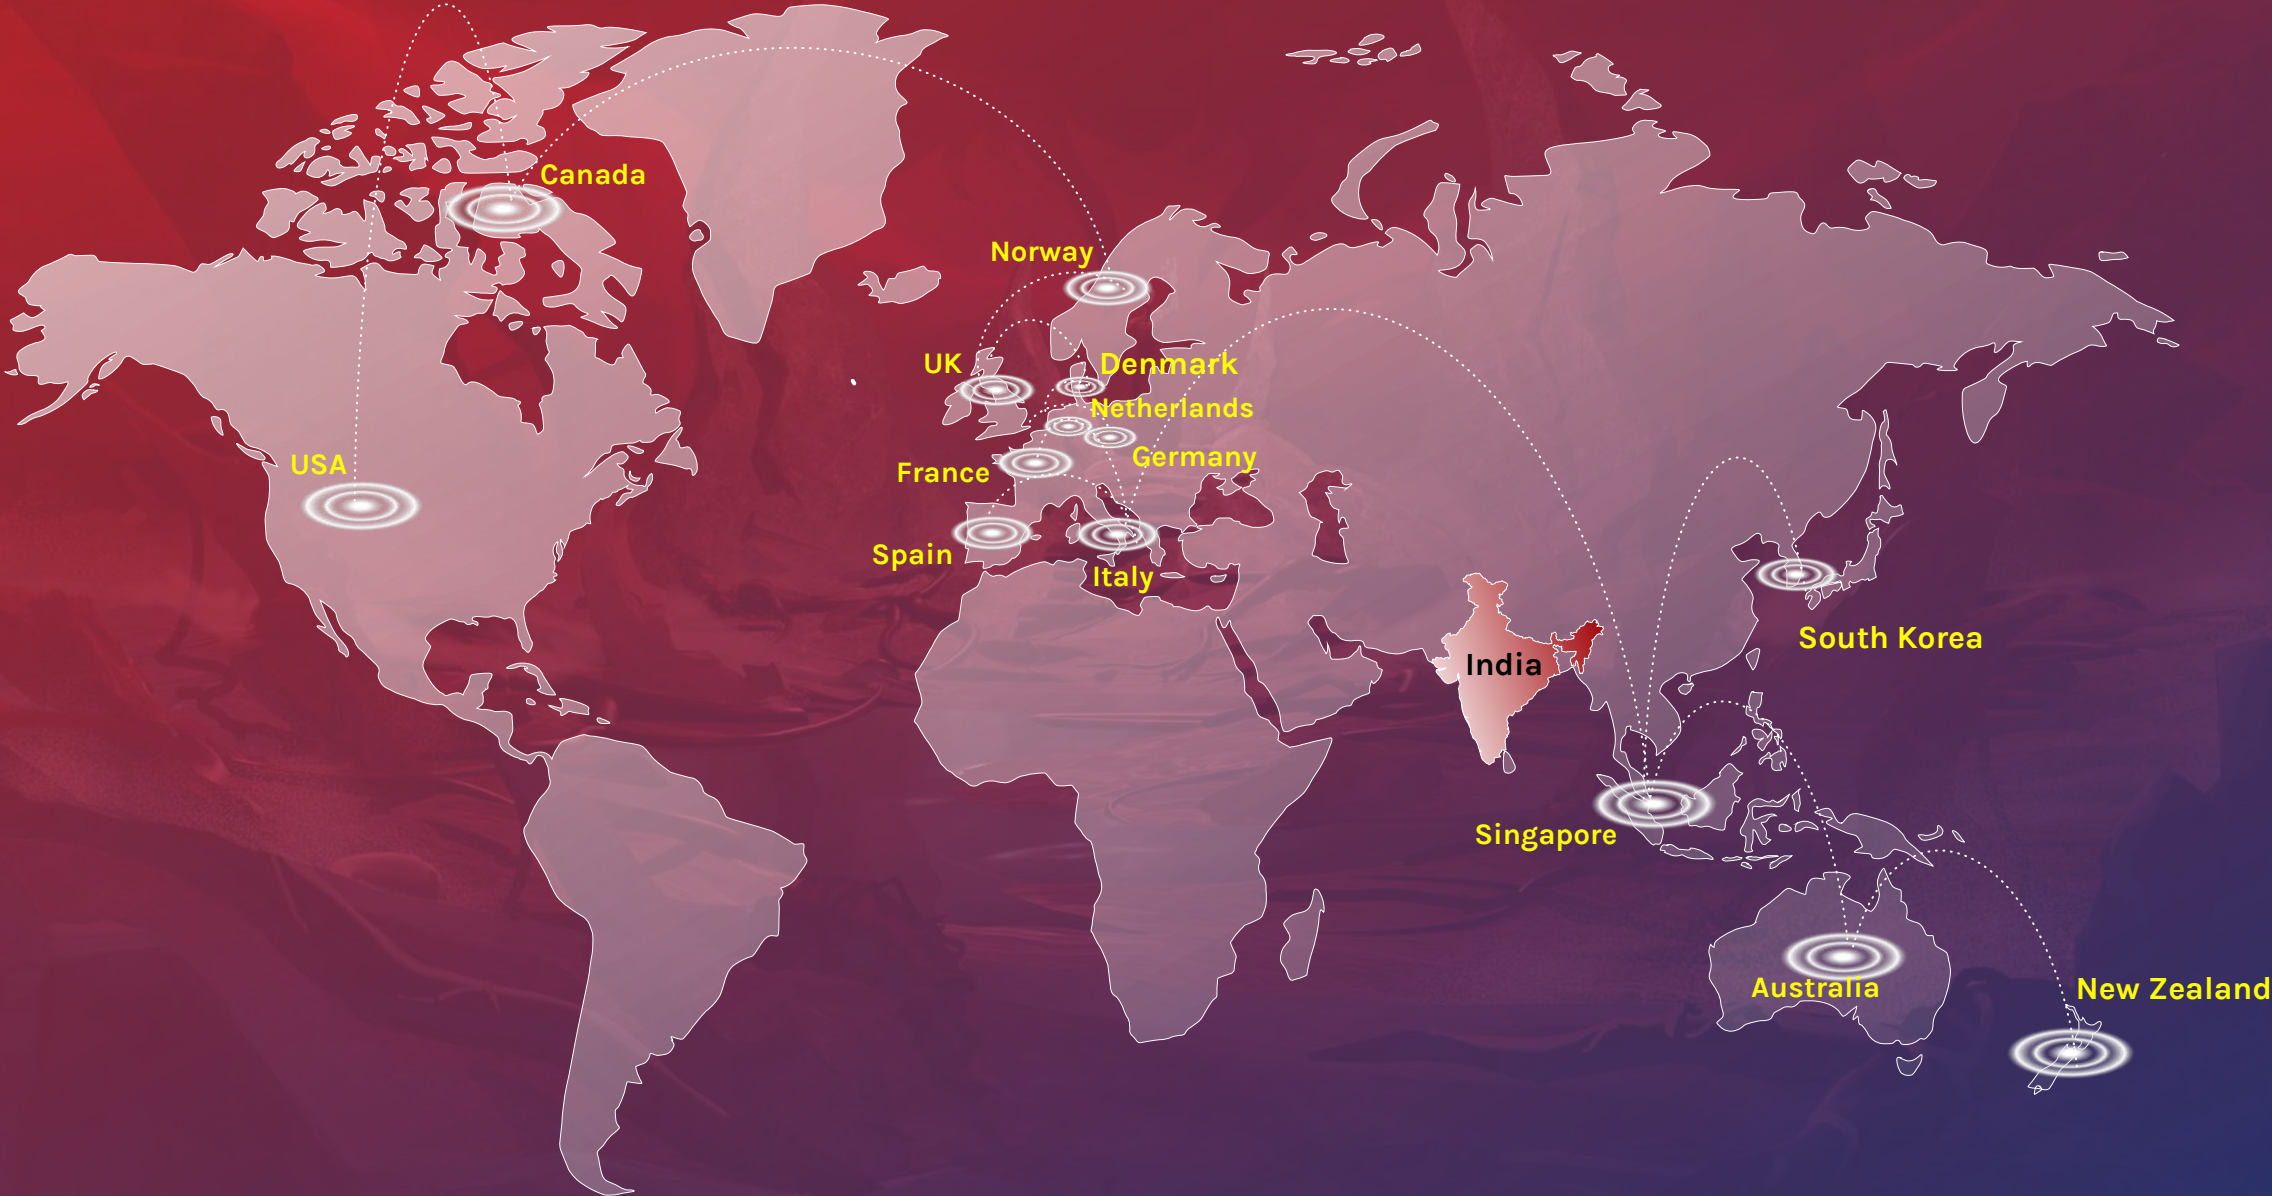 Canada
Norway
UK
Denmark
Netherlands
USA
Germany
France
Spain
Italy
South Korea
India
Singapore
Australia
New Zealand